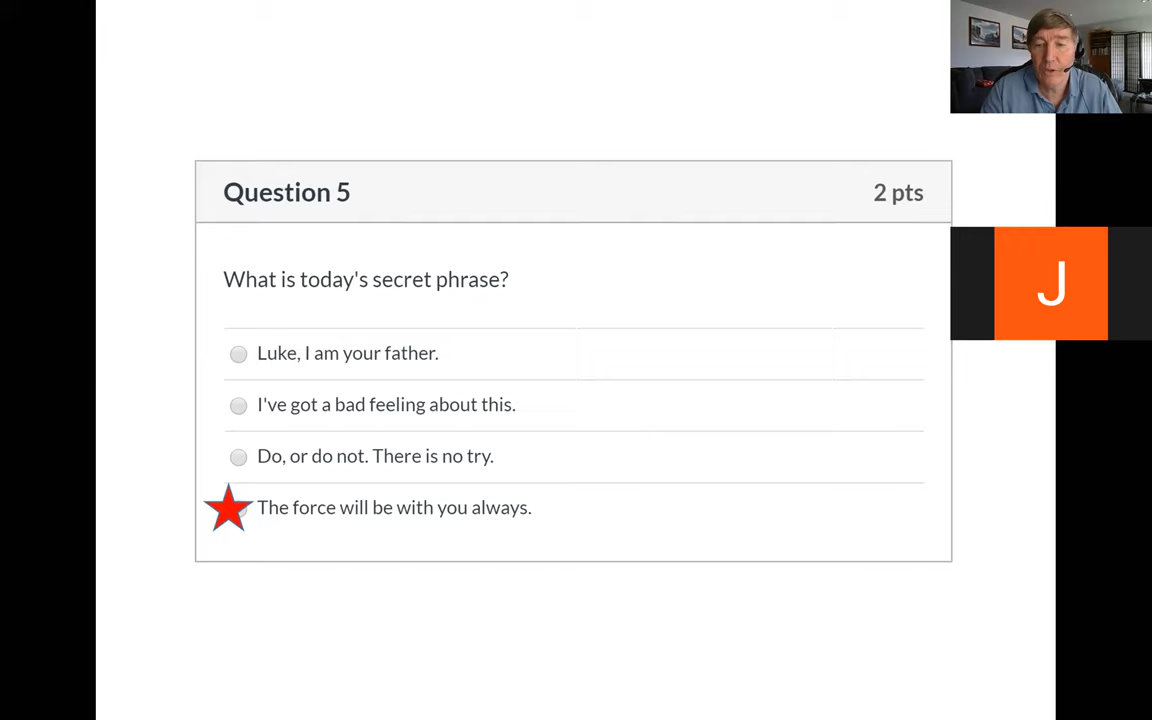 Question 5
2 pts
What is today's secret phrase?
Luke, I am your father.
I've got a bad feeling about this.
Do, or do not. There is no try.
The force will be with you always.
J